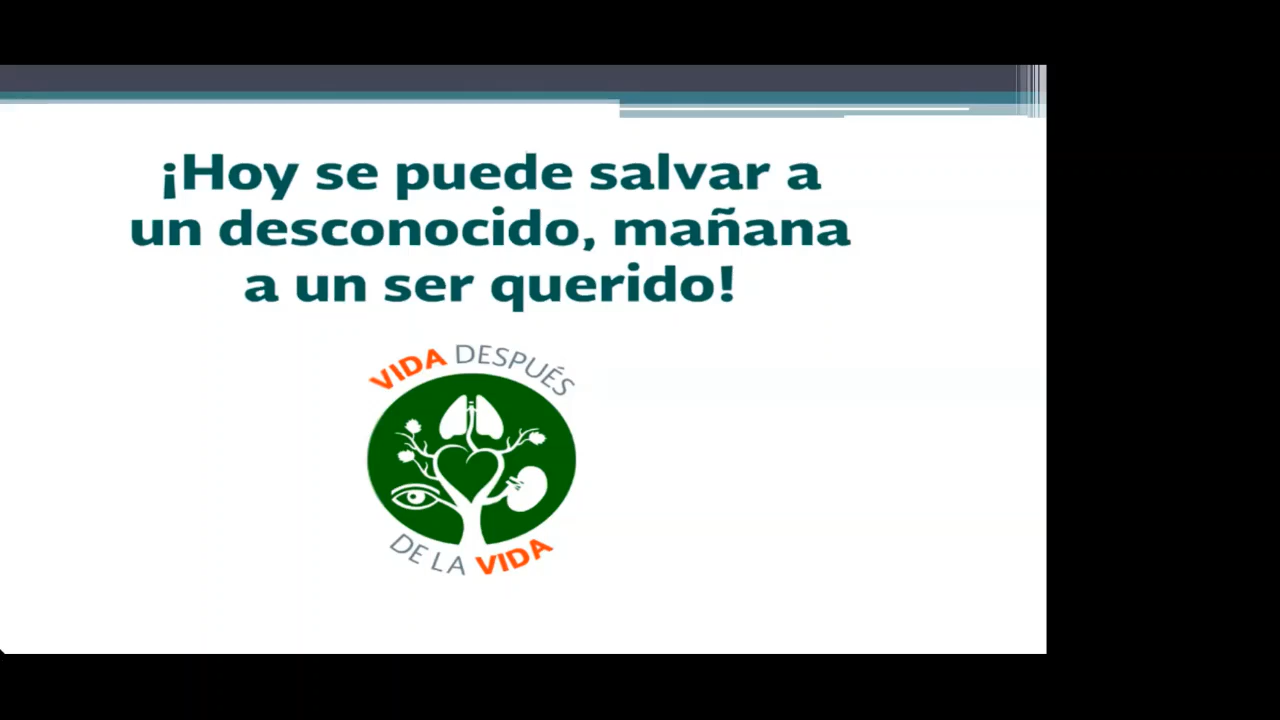 ¡Hoy se puede salvar a
un desconocido, mañana
a un ser querido!
VIDA DESPUÉS
DE LA VIDA